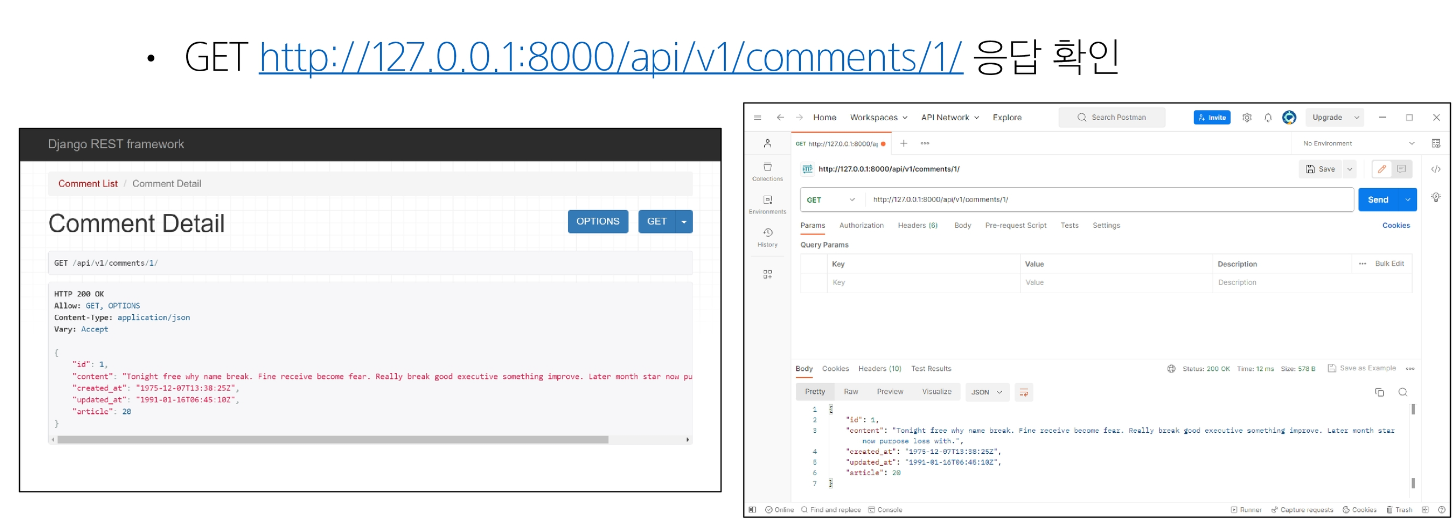 • GET http://127.0.0.1:8000/api/v1/comments/1/ 응답 확인
Django REST framework
Comment List / Comment Detail
Comment Detail
OPTIONS
GET
GET /api/v1/comments/1/
HTTP 200 OK
Allow: GET, OPTIONS
Content-Type: application/json
Vary: Accept
{
"id": 1,
"content": "Tonight free why name break. Fine receive become fear. Really break good executive something improve. Later month star now pu
"created_at": "1975-12-07T13:38:25Z",
"updated_at": "1991-01-16T06:45:10Z",
"article": 20
}
Home Workspaces API Network Explore
Search Postman
Invite
Upgrade
GET http://127.0.0.1:8000/ap
No Environment
http://127.0.0.1:8000/api/v1/comments/1/
Save
GET
http://127.0.0.1:8000/api/v1/comments/1/
Send
Collections
Environments
History
Params Authorization Headers (6) Body Pre-request Script Tests Settings
Cookies
Query Params
Key Value Description Bulk Edit
Key Value Description
Body Cookies Headers (10) Test Results
Status: 200 OK Time: 12 ms Size: 578 B Save as Example
Pretty Raw Preview Visualize JSON
1 {
2 "id": 1,
3 "content": "Tonight free why name break. Fine receive become fear. Really break good executive something improve. Later month star
now purpose loss with.",
4 "created_at": "1975-12-07T13:38:25Z",
5 "updated_at": "1991-01-16T06:45:10Z",
6 "article": 20
7 }
Online Find and replace Console
Runner Capture requests Cookies Trash